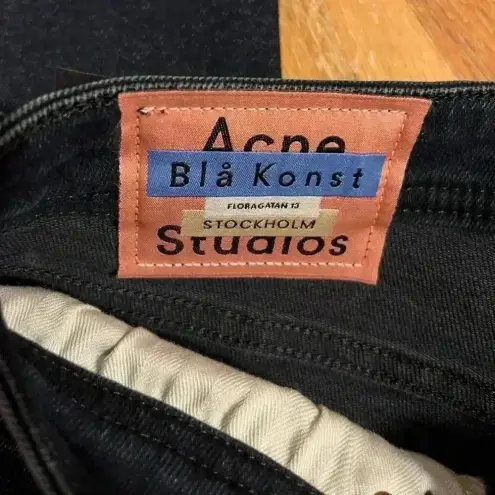 Acne
Blå Konst
FLORAGATAN 13
STOCKHOLM
Studios